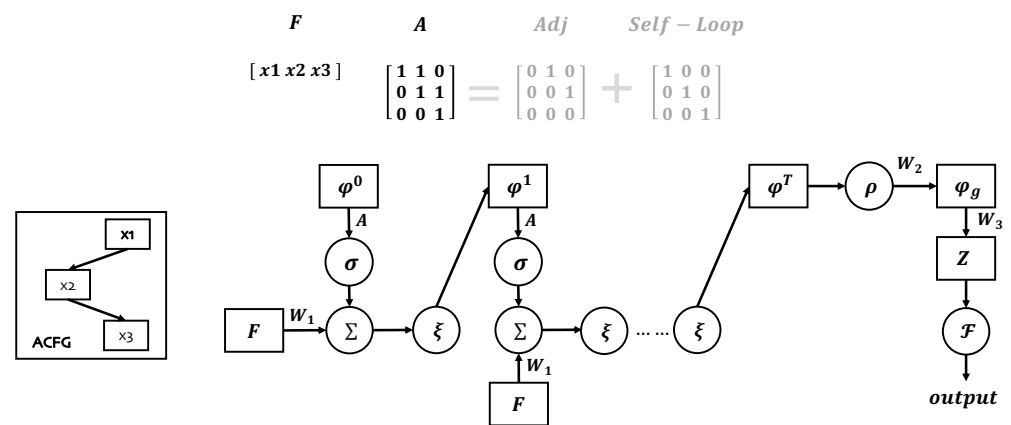 F A Adj Self – Loop
[ x1 x2 x3 ]
1 1 0
0 1 1
0 0 1
=
0 1 0
0 0 1
0 0 0
+
1 0 0
0 1 0
0 0 1
x1
x2
x3
ACFG
φ⁰
A
σ
F
W₁
Σ
ξ
φ¹
A
σ
Σ
W₁
F
ξ
... ...
ξ
φᵀ
ρ
W₂
φ_g
W₃
Z
ℱ
output